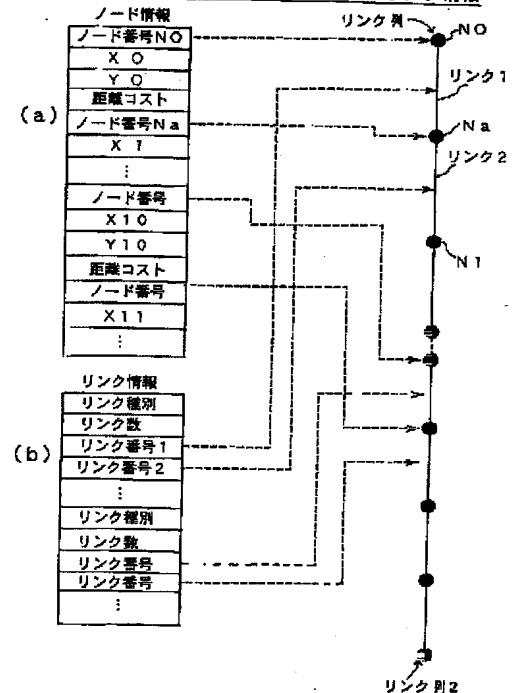 ノード情報
ノード番号N0
X 0
Y 0
距離コスト
ノード番号Na
X 1
⋮
ノード番号
X10
Y10
距離コスト
ノード番号
X11
⋮
(a)
リンク情報
リンク種別
リンク数
リンク番号1
リンク番号2
⋮
リンク種別
リンク数
リンク番号
リンク番号
⋮
(b)
リンク列
N0
リンク1
Na
リンク2
N1
リンク列2